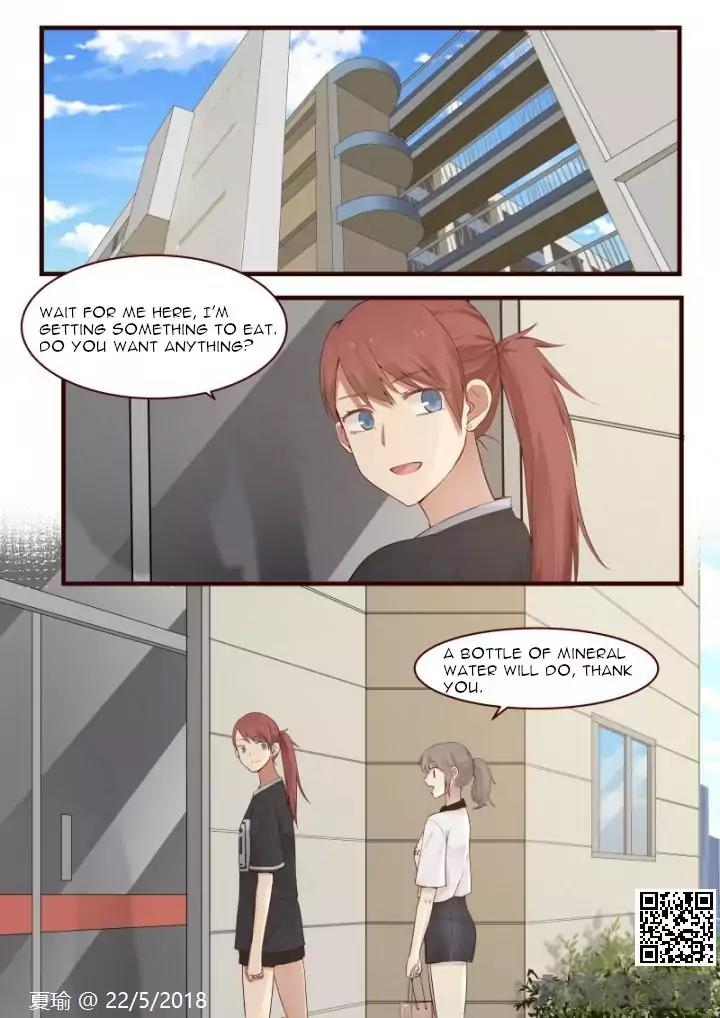 WAIT FOR ME HERE, I'M
GETTING SOMETHING TO EAT.
DO YOU WANT ANYTHING?
A BOTTLE OF MINERAL
WATER WILL DO, THANK
YOU.
夏瑜 @ 22/5/2018